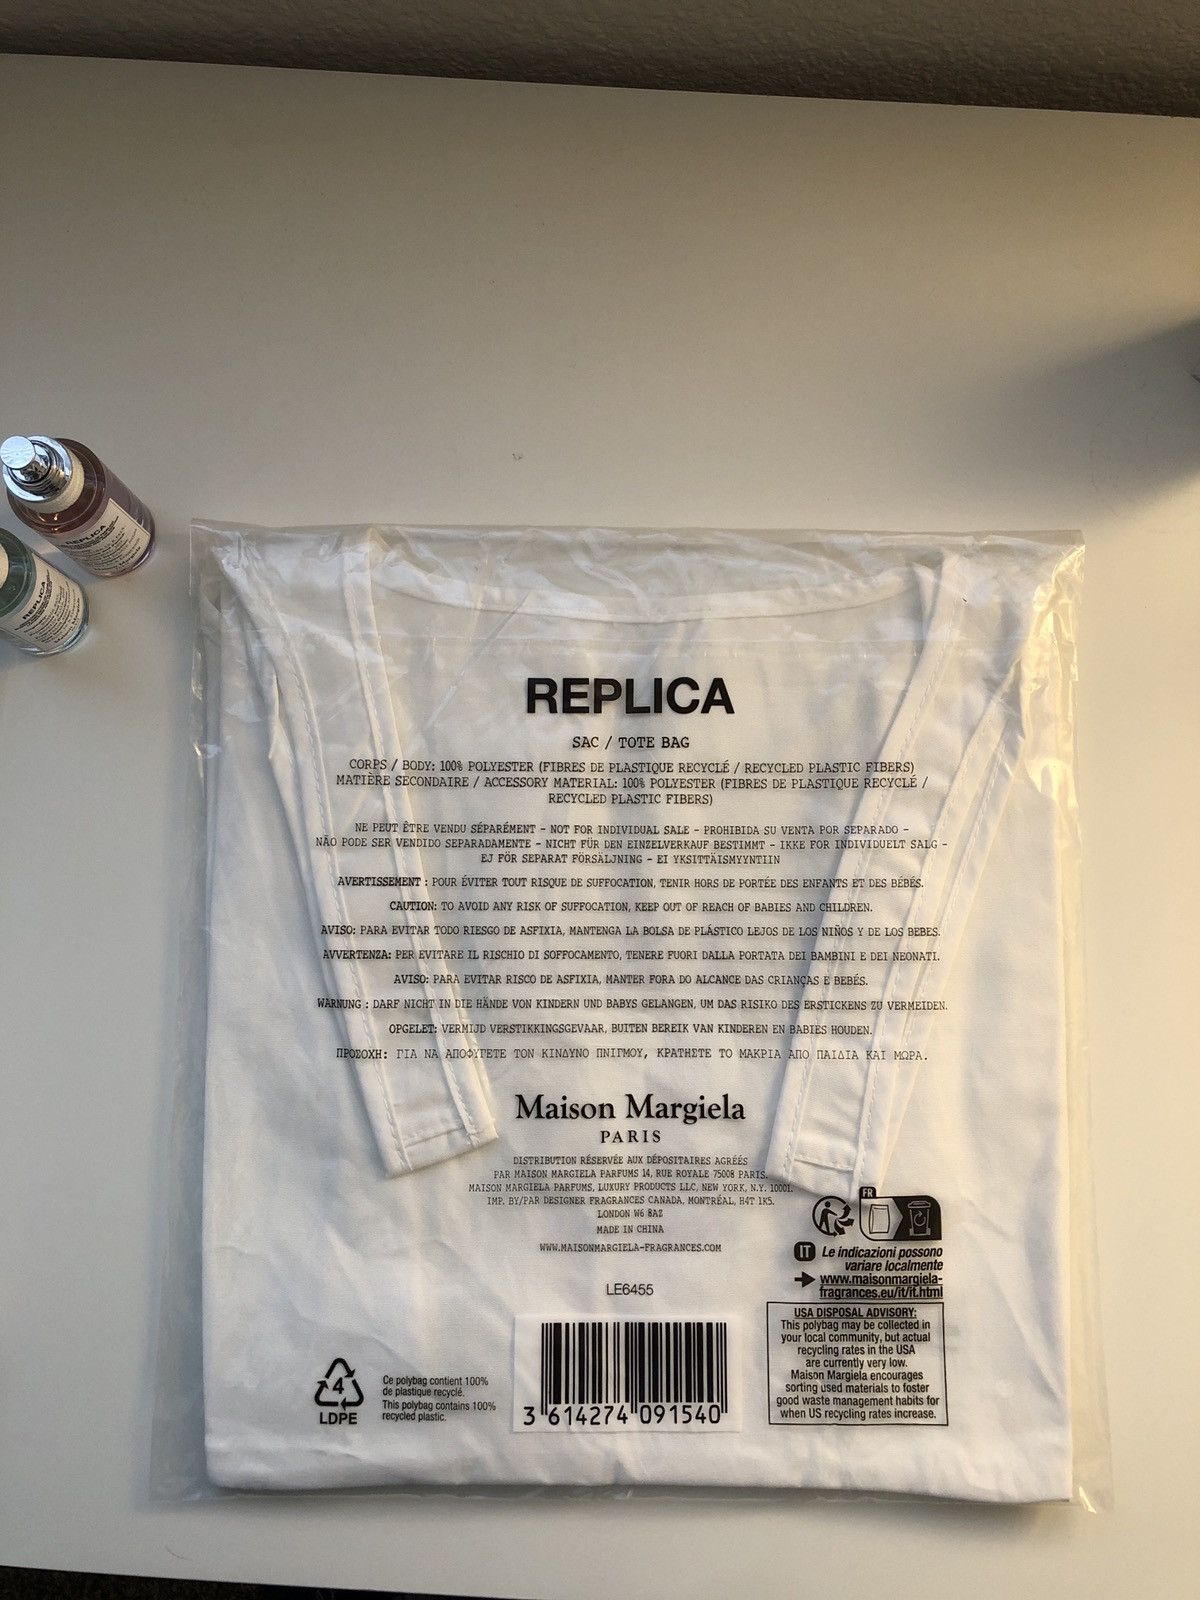 REPLICA
REPLICA
REPLICA
SAC / TOTE BAG
CORPS / BODY: 100% POLYESTER (FIBRES DE PLASTIQUE RECYCLÉ / RECYCLED PLASTIC FIBERS)
MATIÈRE SECONDAIRE / ACCESSORY MATERIAL: 100% POLYESTER (FIBRES DE PLASTIQUE RECYCLÉ /
RECYCLED PLASTIC FIBERS)
NE PEUT ÊTRE VENDU SÉPARÉMENT - NOT FOR INDIVIDUAL SALE - PROHIBIDA SU VENTA POR SEPARADO -
NÃO PODE SER VENDIDO SEPARADAMENTE - NICHT FÜR DEN EINZELVERKAUF BESTIMMT - IKKE FOR INDIVIDUELT SALG -
EJ FÖR SEPARAT FÖRSÄLJNING - EI YKSITTÄISMYYNTIIN
AVERTISSEMENT : POUR ÉVITER TOUT RISQUE DE SUFFOCATION, TENIR HORS DE PORTÉE DES ENFANTS ET DES BÉBÉS.
CAUTION: TO AVOID ANY RISK OF SUFFOCATION, KEEP OUT OF REACH OF BABIES AND CHILDREN.
AVISO: PARA EVITAR TODO RIESGO DE ASFIXIA, MANTENGA LA BOLSA DE PLÁSTICO LEJOS DE LOS NIÑOS Y DE LOS BEBES.
AVVERTENZA: PER EVITARE IL RISCHIO DI SOFFOCAMENTO, TENERE FUORI DALLA PORTATA DEI BAMBINI E DEI NEONATI.
AVISO: PARA EVITAR RISCO DE ASFIXIA, MANTER FORA DO ALCANCE DAS CRIANÇAS E BEBÉS.
WARNUNG : DARF NICHT IN DIE HÄNDE VON KINDERN UND BABYS GELANGEN, UM DAS RISIKO DES ERSTICKENS ZU VERMEIDEN.
OPGELET: VERMIJD VERSTIKKINGSGEVAAR, BUITEN BEREIK VAN KINDEREN EN BABIES HOUDEN.
ΠΡΟΣΟΧΗ: ΓΙΑ ΝΑ ΑΠΟΦΥΓΕΤΕ ΤΟΝ ΚΙΝΔΥΝΟ ΠΝΙΓΜΟΥ, ΚΡΑΤΗΣΤΕ ΤΟ ΜΑΚΡΙΑ ΑΠΟ ΠΑΙΔΙΑ ΚΑΙ ΜΩΡΑ.
Maison Margiela
PARIS
DISTRIBUTION RÉSERVÉE AUX DÉPOSITAIRES AGRÉÉS
PAR MAISON MARGIELA PARFUMS 14, RUE ROYALE 75008 PARIS.
MAISON MARGIELA PARFUMS, LUXURY PRODUCTS LLC, NEW YORK, N.Y. 10001.
IMP. BY/PAR DESIGNER FRAGRANCES CANADA, MONTRÉAL, H4T 1K5.
LONDON W6 8AZ
MADE IN CHINA
WWW.MAISONMARGIELA-FRAGRANCES.COM
LE6455
FR
IT Le indicazioni possono
variare localmente
www.maisonmargiela-
fragrances.eu/it/it.html
USA DISPOSAL ADVISORY:
This polybag may be collected in
your local community, but actual
recycling rates in the USA
are currently very low.
Maison Margiela encourages
sorting used materials to foster
good waste management habits for
when US recycling rates increase.
4
LDPE
Ce polybag contient 100%
de plastique recyclé.
This polybag contains 100%
recycled plastic.
3 614274 091540